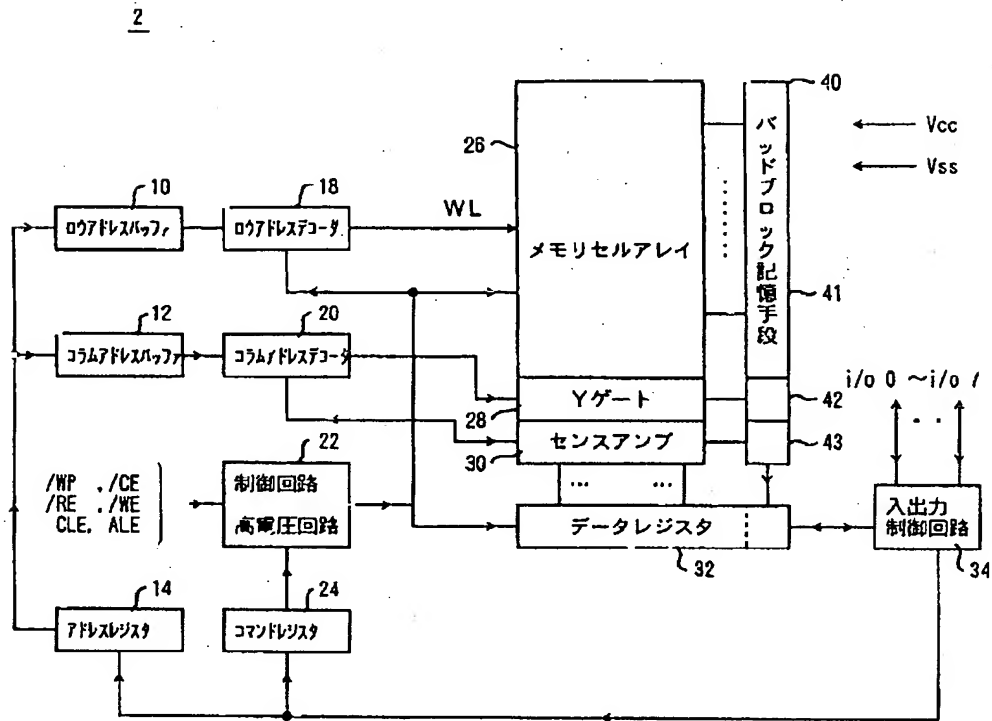 2
40
バッドブロック記憶手段
Vcc
Vss
26
10
18
ロウアドレスバッファ
ロウアドレスデコーダ
WL
メモリセルアレイ
41
12
20
コラムアドレスバッファ
コラムアドレスデコーダ
i/o 0 ～i/o 7
Yゲート
28
42
センスアンプ
30
43
22
/WP ,/CE
/RE ,/WE
CLE, ALE
制御回路
高電圧回路
データレジスタ
32
入出力
制御回路
34
14
24
アドレスレジスタ
コマンドレジスタ